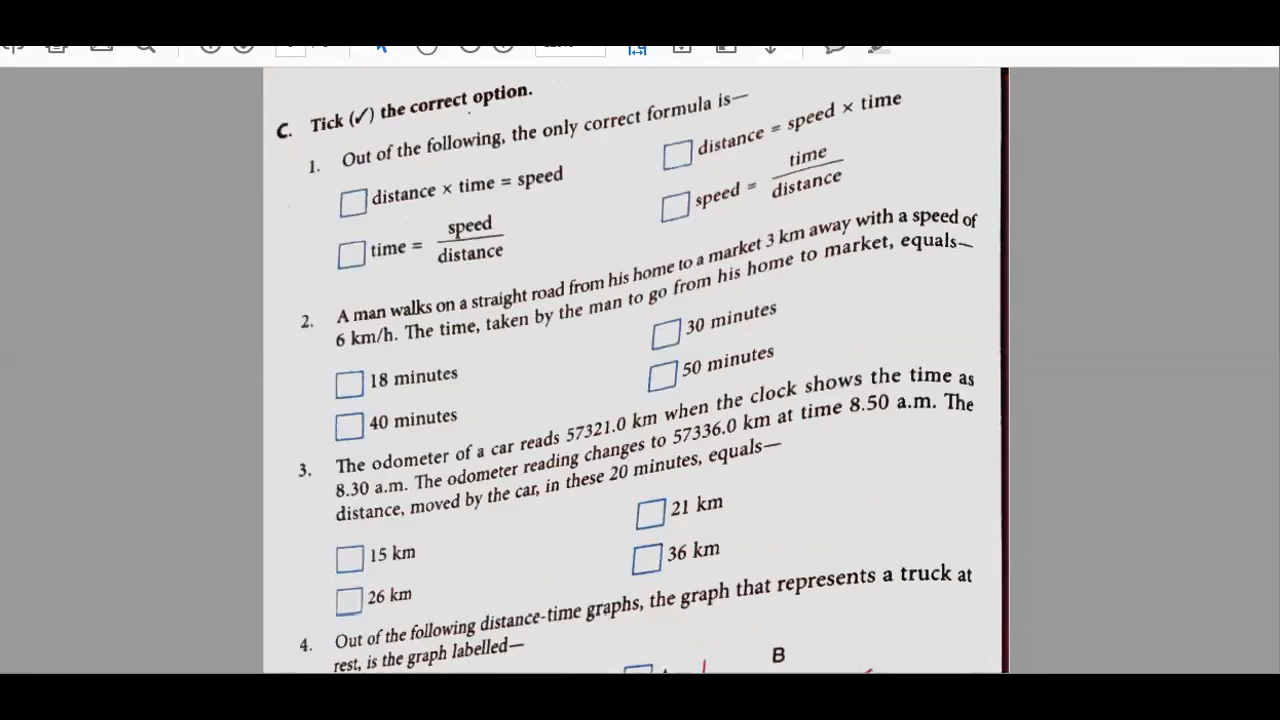 C. Tick (✓) the correct option.
1. Out of the following, the only correct formula is—
distance × time = speed
distance = speed × time
time = speed / distance
speed = time / distance
2. A man walks on a straight road from his home to a market 3 km away with a speed of
6 km/h. The time, taken by the man to go from his home to market, equals—
18 minutes
30 minutes
40 minutes
50 minutes
3. The odometer of a car reads 57321.0 km when the clock shows the time as
8.30 a.m. The odometer reading changes to 57336.0 km at time 8.50 a.m. The
distance, moved by the car, in these 20 minutes, equals—
15 km
21 km
26 km
36 km
4. Out of the following distance-time graphs, the graph that represents a truck at
rest, is the graph labelled—
B